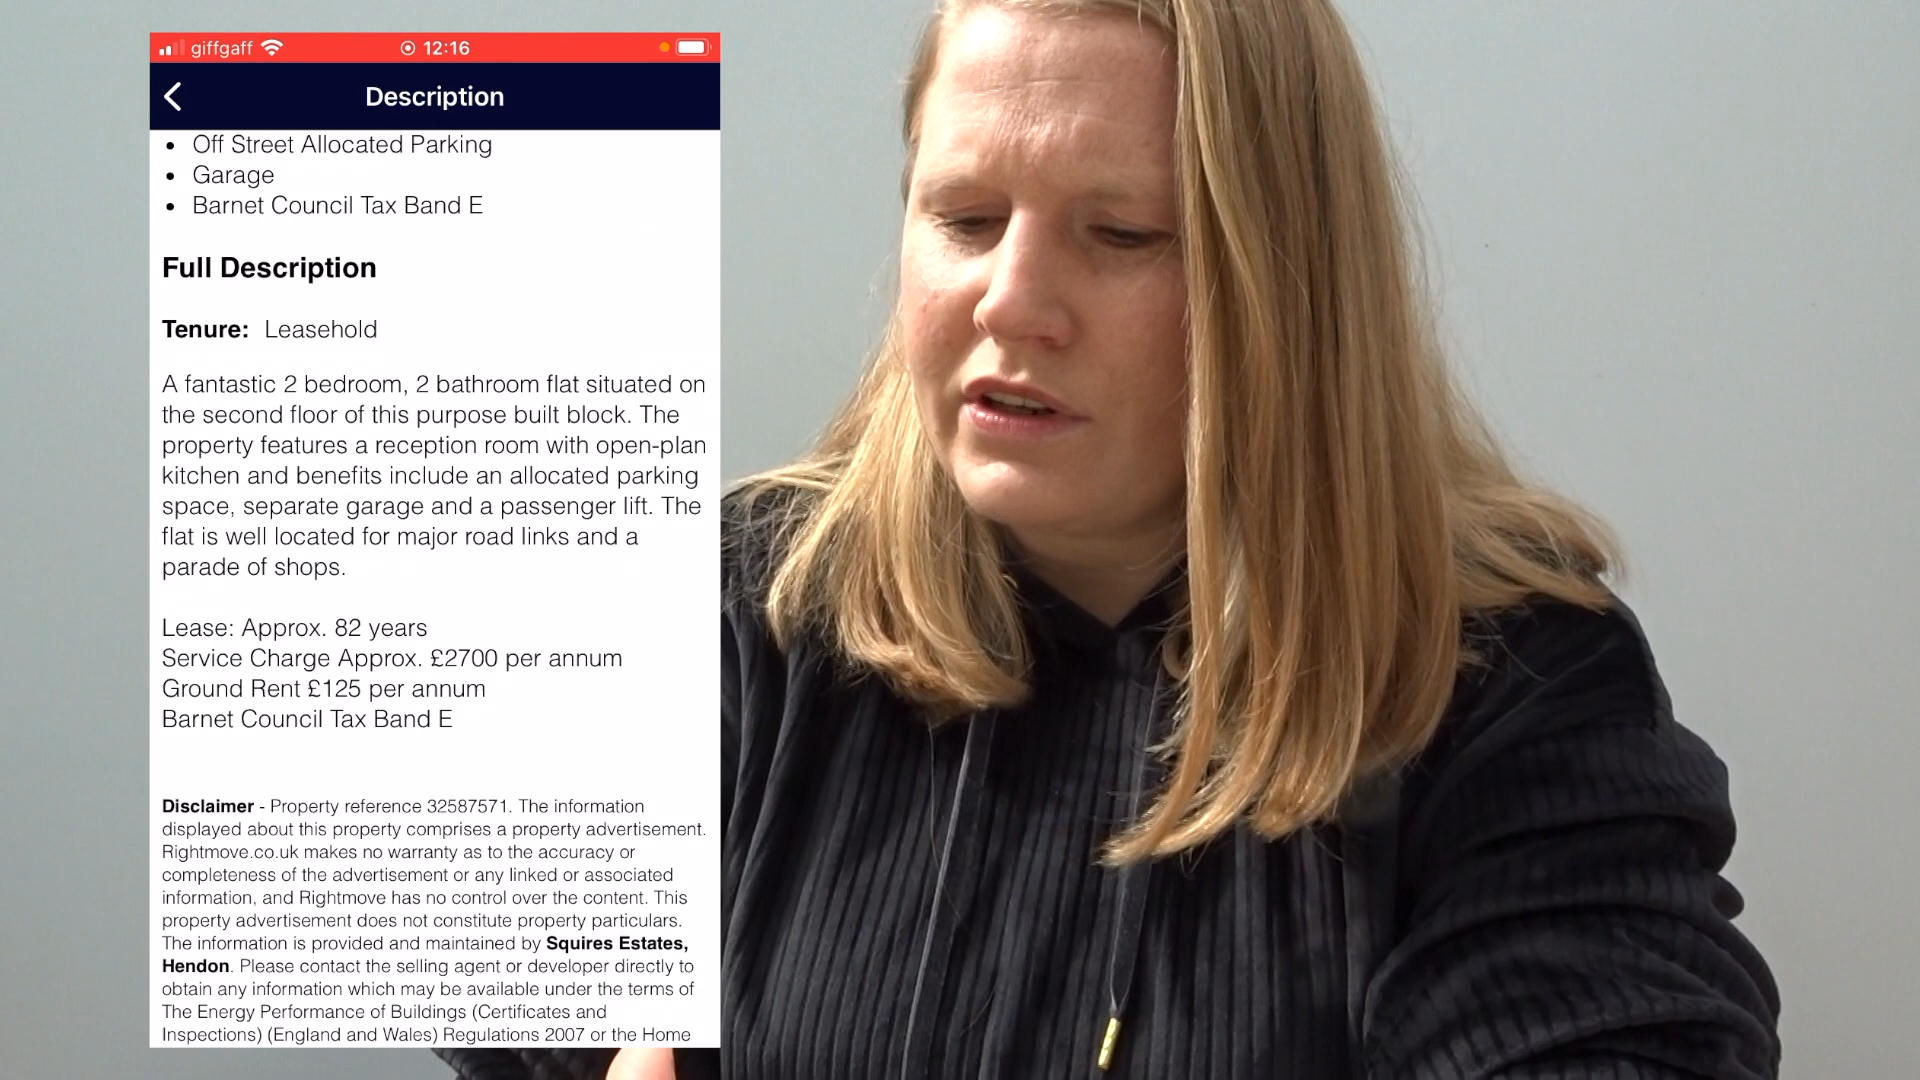 giffgaff 12:16
Description
• Off Street Allocated Parking
• Garage
• Barnet Council Tax Band E
Full Description
Tenure: Leasehold
A fantastic 2 bedroom, 2 bathroom flat situated on
the second floor of this purpose built block. The
property features a reception room with open-plan
kitchen and benefits include an allocated parking
space, separate garage and a passenger lift. The
flat is well located for major road links and a
parade of shops.
Lease: Approx. 82 years
Service Charge Approx. £2700 per annum
Ground Rent £125 per annum
Barnet Council Tax Band E
Disclaimer - Property reference 32587571. The information
displayed about this property comprises a property advertisement.
Rightmove.co.uk makes no warranty as to the accuracy or
completeness of the advertisement or any linked or associated
information, and Rightmove has no control over the content. This
property advertisement does not constitute property particulars.
The information is provided and maintained by Squires Estates,
Hendon. Please contact the selling agent or developer directly to
obtain any information which may be available under the terms of
The Energy Performance of Buildings (Certificates and
Inspections) (England and Wales) Regulations 2007 or the Home